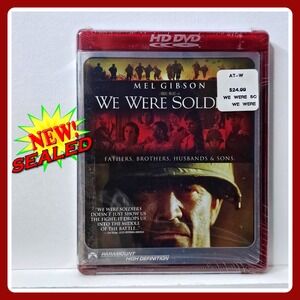 HD DVD
AT-W
$24.99
WE WERE SO
WE WERE
MEL GIBSON
WE WERE SOLD
NEW!
SEALED
FATHERS, BROTHERS, HUSBANDS & SONS.
"WE WERE SOLDIERS
DOESN'T JUST SHOW US
THE FIGHT, IT DROPS US
INTO THE MIDDLE
OF THE BATTLE."
PARAMOUNT
HIGH DEFINITION